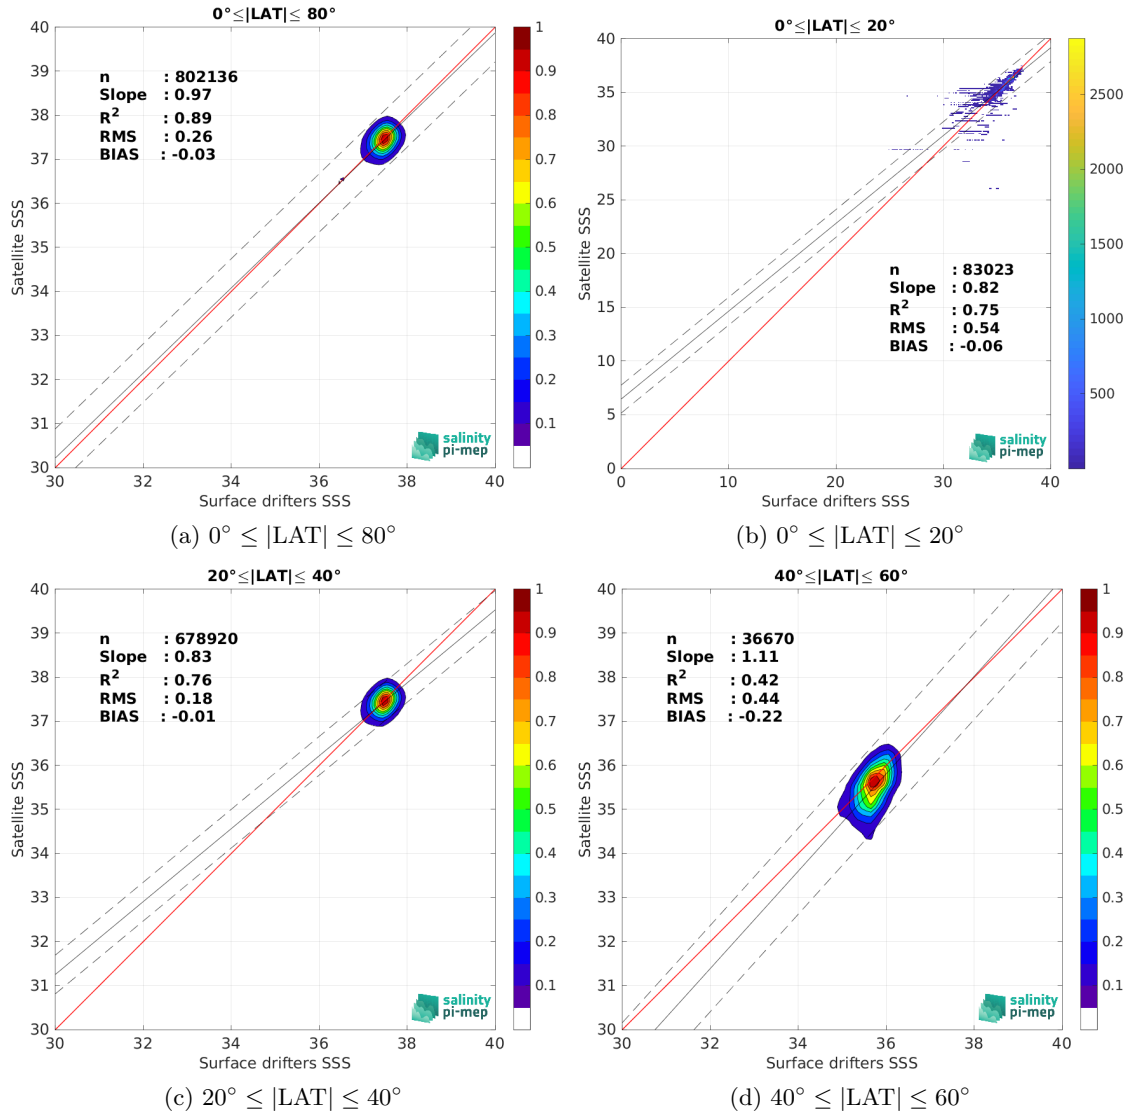 0°≤|LAT|≤ 80°
40
39
38
37
36
35
34
33
32
31
30
Satellite SSS
n : 802136
Slope : 0.97
R2 : 0.89
RMS : 0.26
BIAS : -0.03
salinity
pi-mep
30 32 34 36 38 40
Surface drifters SSS
1
0.9
0.8
0.7
0.6
0.5
0.4
0.3
0.2
0.1
(a) 0° ≤ |LAT| ≤ 80°
0°≤|LAT|≤ 20°
40
35
30
25
20
15
10
5
0
Satellite SSS
n : 83023
Slope : 0.82
R2 : 0.75
RMS : 0.54
BIAS : -0.06
salinity
pi-mep
0 10 20 30 40
Surface drifters SSS
2500
2000
1500
1000
500
(b) 0° ≤ |LAT| ≤ 20°
20°≤|LAT|≤ 40°
40
39
38
37
36
35
34
33
32
31
30
Satellite SSS
n : 678920
Slope : 0.83
R2 : 0.76
RMS : 0.18
BIAS : -0.01
salinity
pi-mep
30 32 34 36 38 40
Surface drifters SSS
1
0.9
0.8
0.7
0.6
0.5
0.4
0.3
0.2
0.1
(c) 20° ≤ |LAT| ≤ 40°
40°≤|LAT|≤ 60°
40
39
38
37
36
35
34
33
32
31
30
Satellite SSS
n : 36670
Slope : 1.11
R2 : 0.42
RMS : 0.44
BIAS : -0.22
salinity
pi-mep
30 32 34 36 38 40
Surface drifters SSS
1
0.9
0.8
0.7
0.6
0.5
0.4
0.3
0.2
0.1
(d) 40° ≤ |LAT| ≤ 60°